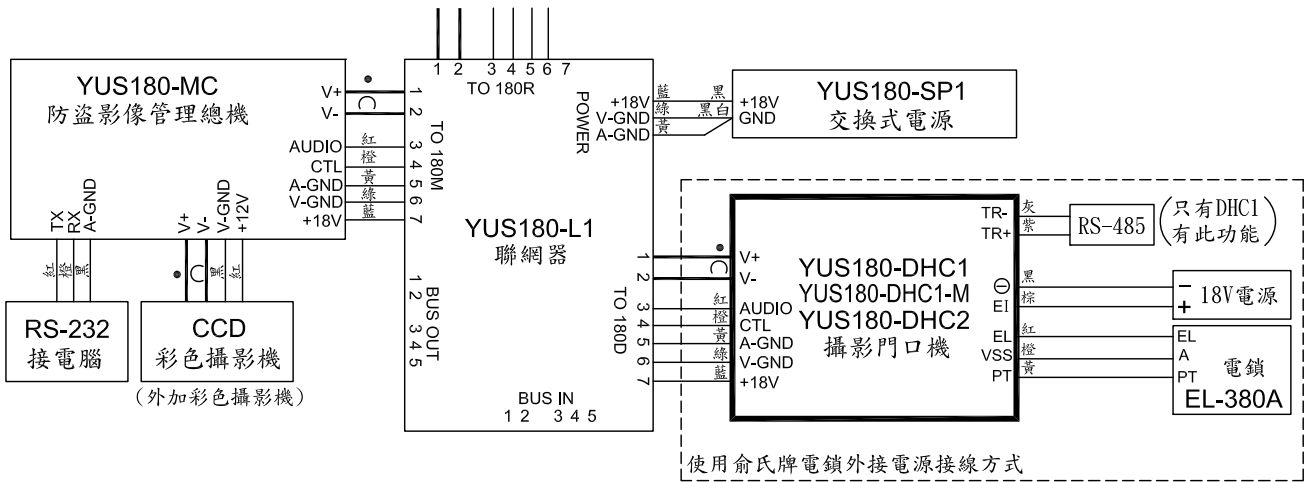 1 2 3 4 5 6 7
TO 180R
YUS180-MC
防盜影像管理總機
V+
V-
AUDIO
CTL
A-GND
V-GND
+18V
紅
橙
黃
綠
藍
1
2
3
4
5
6
7
TO 180M
TX
RX
A-GND
V+
V-
V-GND
+12V
紅
橙
黑
黑
紅
RS-232
接電腦
CCD
彩色攝影機
(外加彩色攝影機)
YUS180-L1
聯網器
POWER
+18V
V-GND
A-GND
藍
綠
黃
黑
黑白
+18V
GND
YUS180-SP1
交換式電源
BUS OUT
1
2
3
4
5
BUS IN
1 2 3 4 5
TO 180D
1
2
3
4
5
6
7
紅
橙
黃
綠
藍
V+
V-
AUDIO
CTL
A-GND
V-GND
+18V
YUS180-DHC1
YUS180-DHC1-M
YUS180-DHC2
攝影門口機
TR-
TR+
灰
紫
RS-485
(只有DHC1
有此功能)
⊖
EI
黑
棕
-
+
18V電源
EL
VSS
PT
紅
橙
黃
EL
A
PT
電鎖
EL-380A
使用俞氏牌電鎖外接電源接線方式